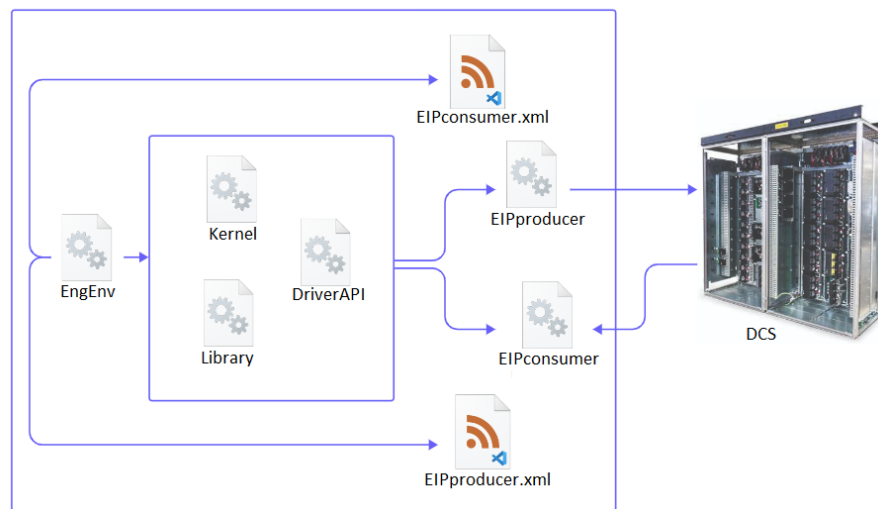 EIPconsumer.xml
Kernel
EIPproducer
EngEnv
DriverAPI
DCS
Library
EIPconsumer
EIPproducer.xml